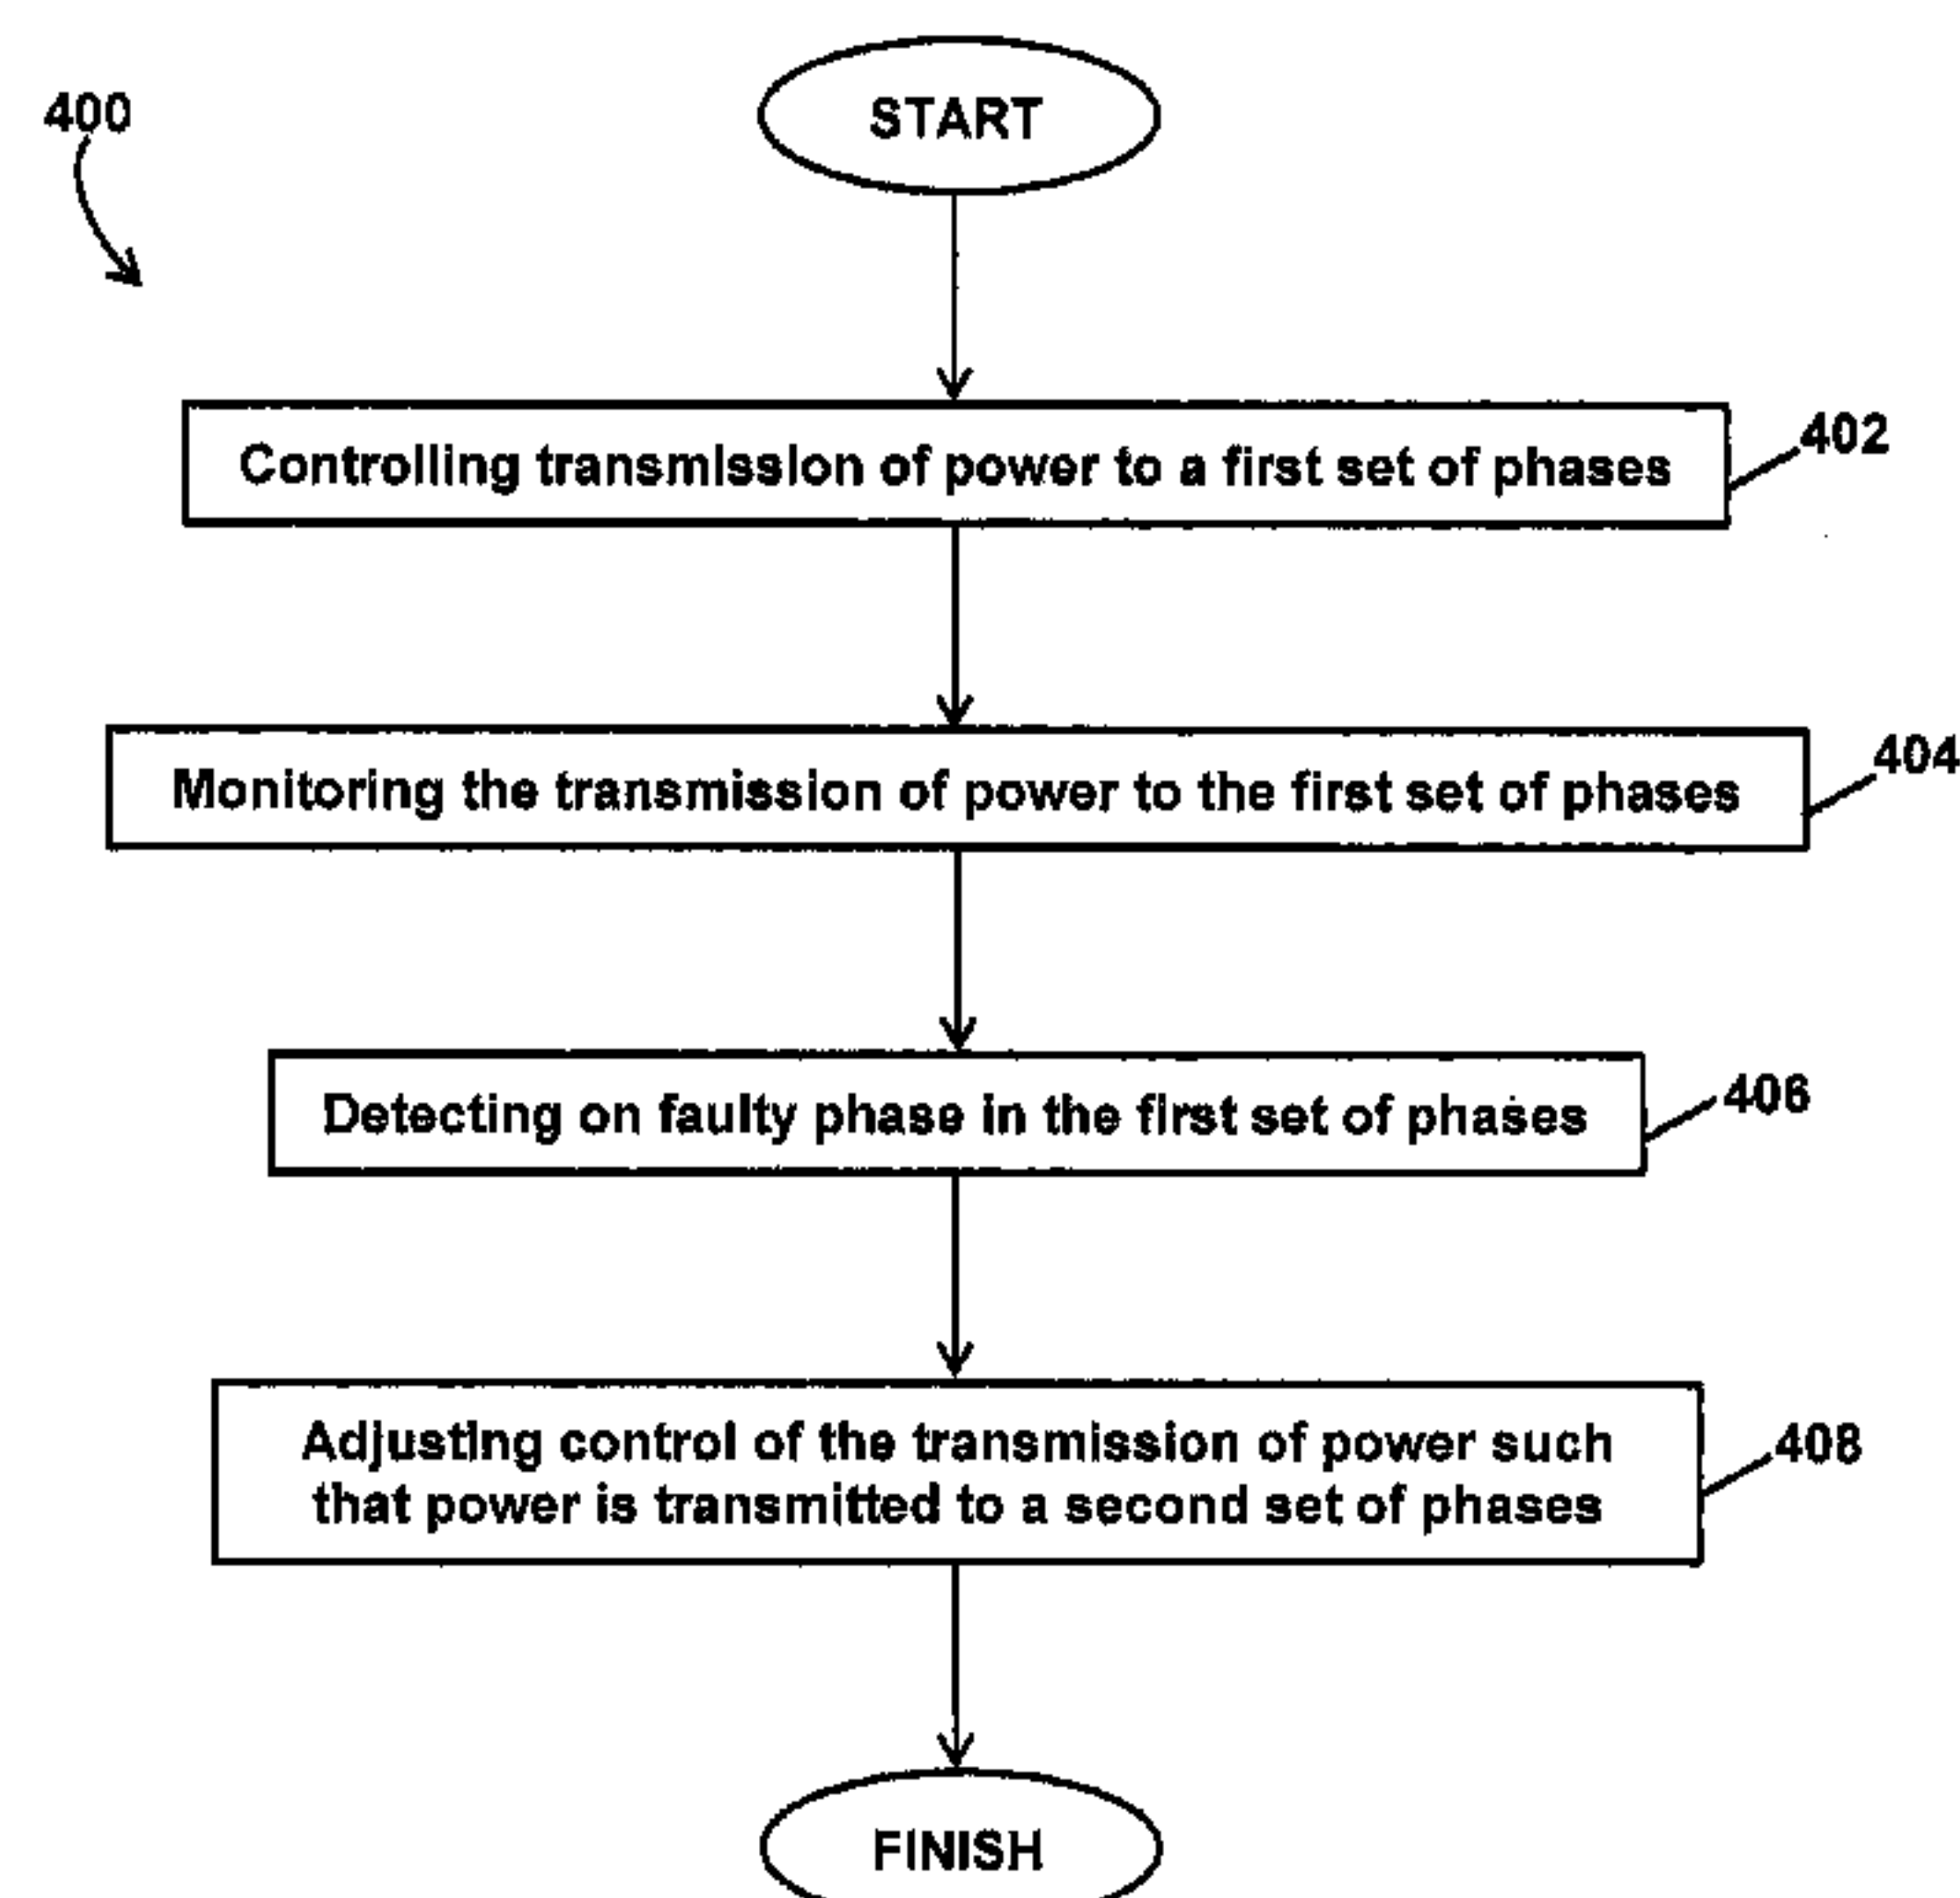 400
START
Controlling transmission of power to a first set of phases
402
Monitoring the transmission of power to the first set of phases
404
Detecting on faulty phase in the first set of phases
406
Adjusting control of the transmission of power such
that power is transmitted to a second set of phases
408
FINISH